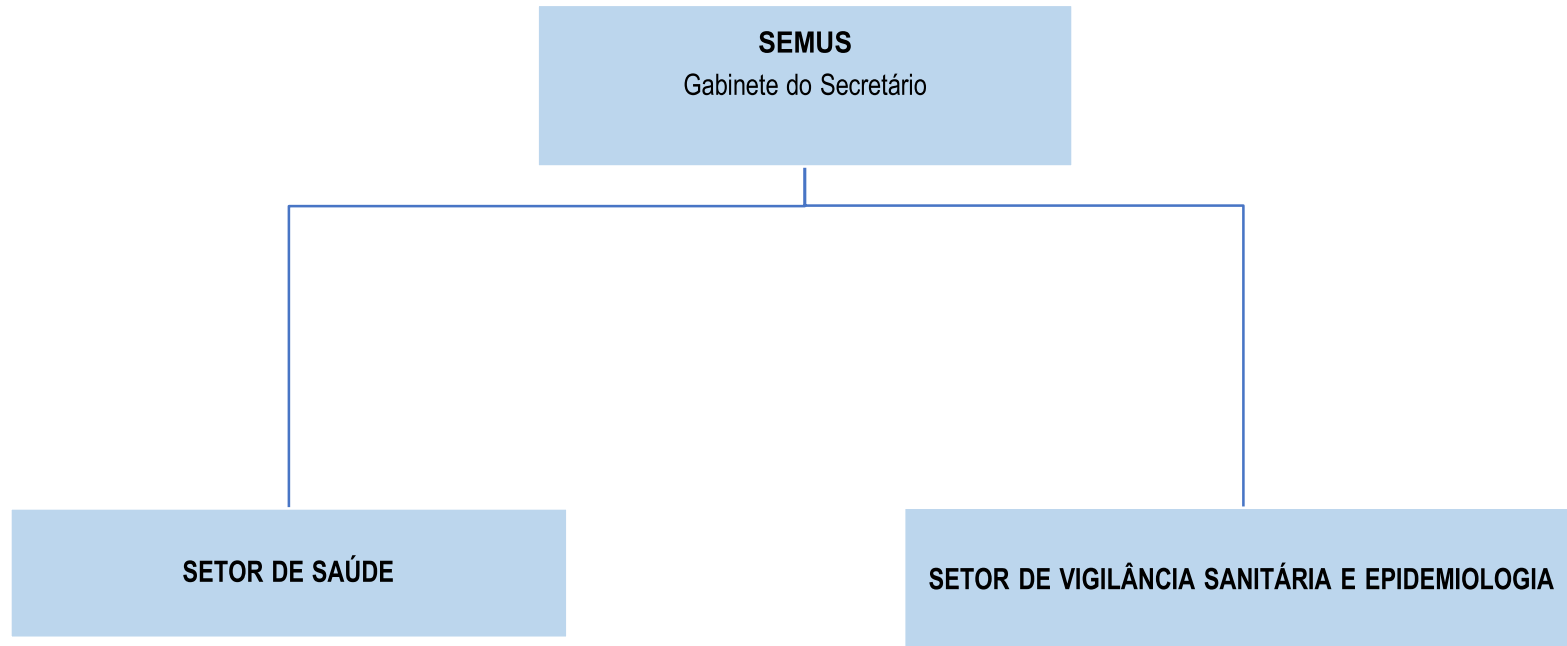 SEMUS
Gabinete do Secretário
SETOR DE SAÚDE
SETOR DE VIGILÂNCIA SANITÁRIA E EPIDEMIOLOGIA